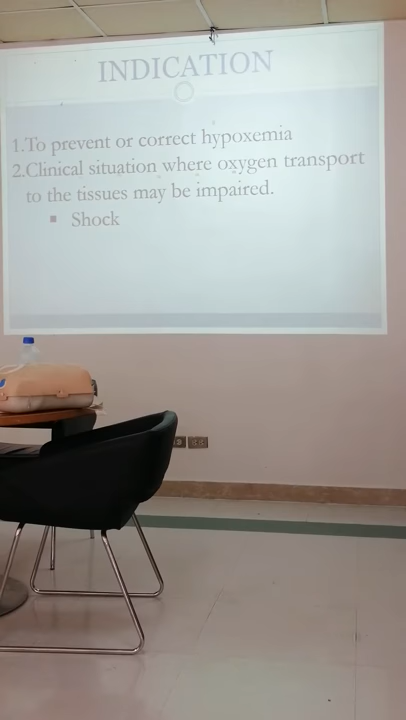 INDICATION
1.To prevent or correct hypoxemia
2.Clinical situation where oxygen transport
to the tissues may be impaired.
▪ Shock